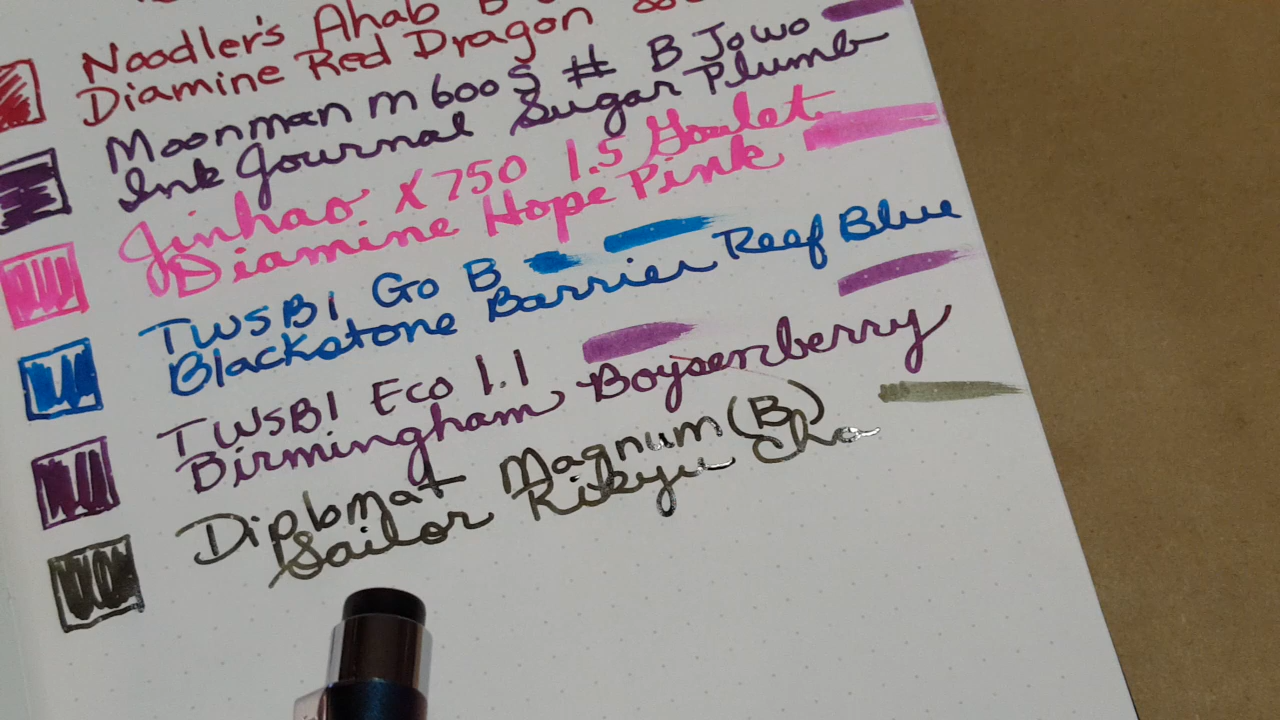 Noodler's Ahab B
Diamine Red Dragon
Moonman M600S # B Jowo
Ink Journal Sugar Plumb
Jinhao X750 1.5 Goulet
Diamine Hope Pink
TWSBI Go B
Blackstone Barrier Reef Blue
TWSBI Eco 1.1
Birmingham Boysenberry
Diplomat Magnum (B)
Sailor Rikyu Cha